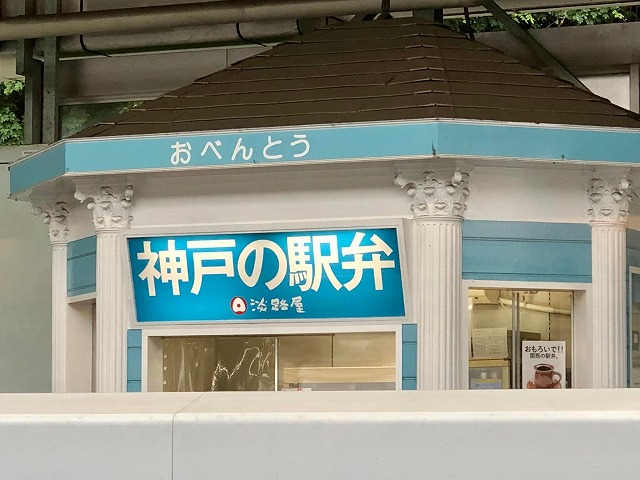 おべんとう
神戸の駅弁
淡路屋
おもろいで!!
関西の駅弁。